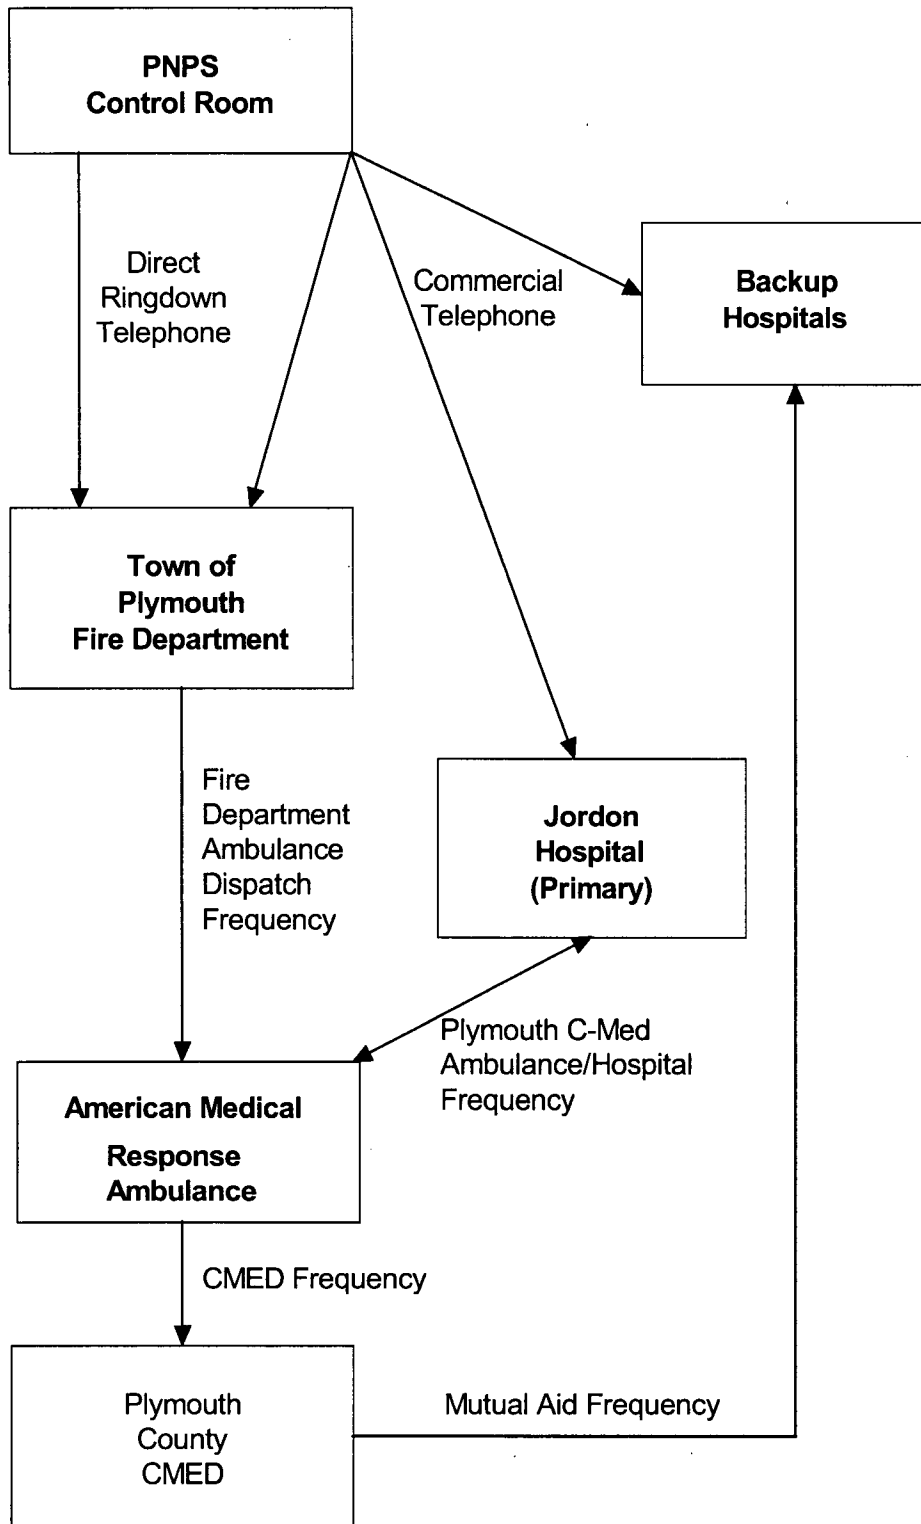 PNPS
Control Room
Direct
Ringdown
Telephone
Commercial
Telephone
Backup
Hospitals
Town of
Plymouth
Fire Department
Fire
Department
Ambulance
Dispatch
Frequency
Jordon
Hospital
(Primary)
Plymouth C-Med
Ambulance/Hospital
Frequency
American Medical
Response
Ambulance
CMED Frequency
Plymouth
County
CMED
Mutual Aid Frequency